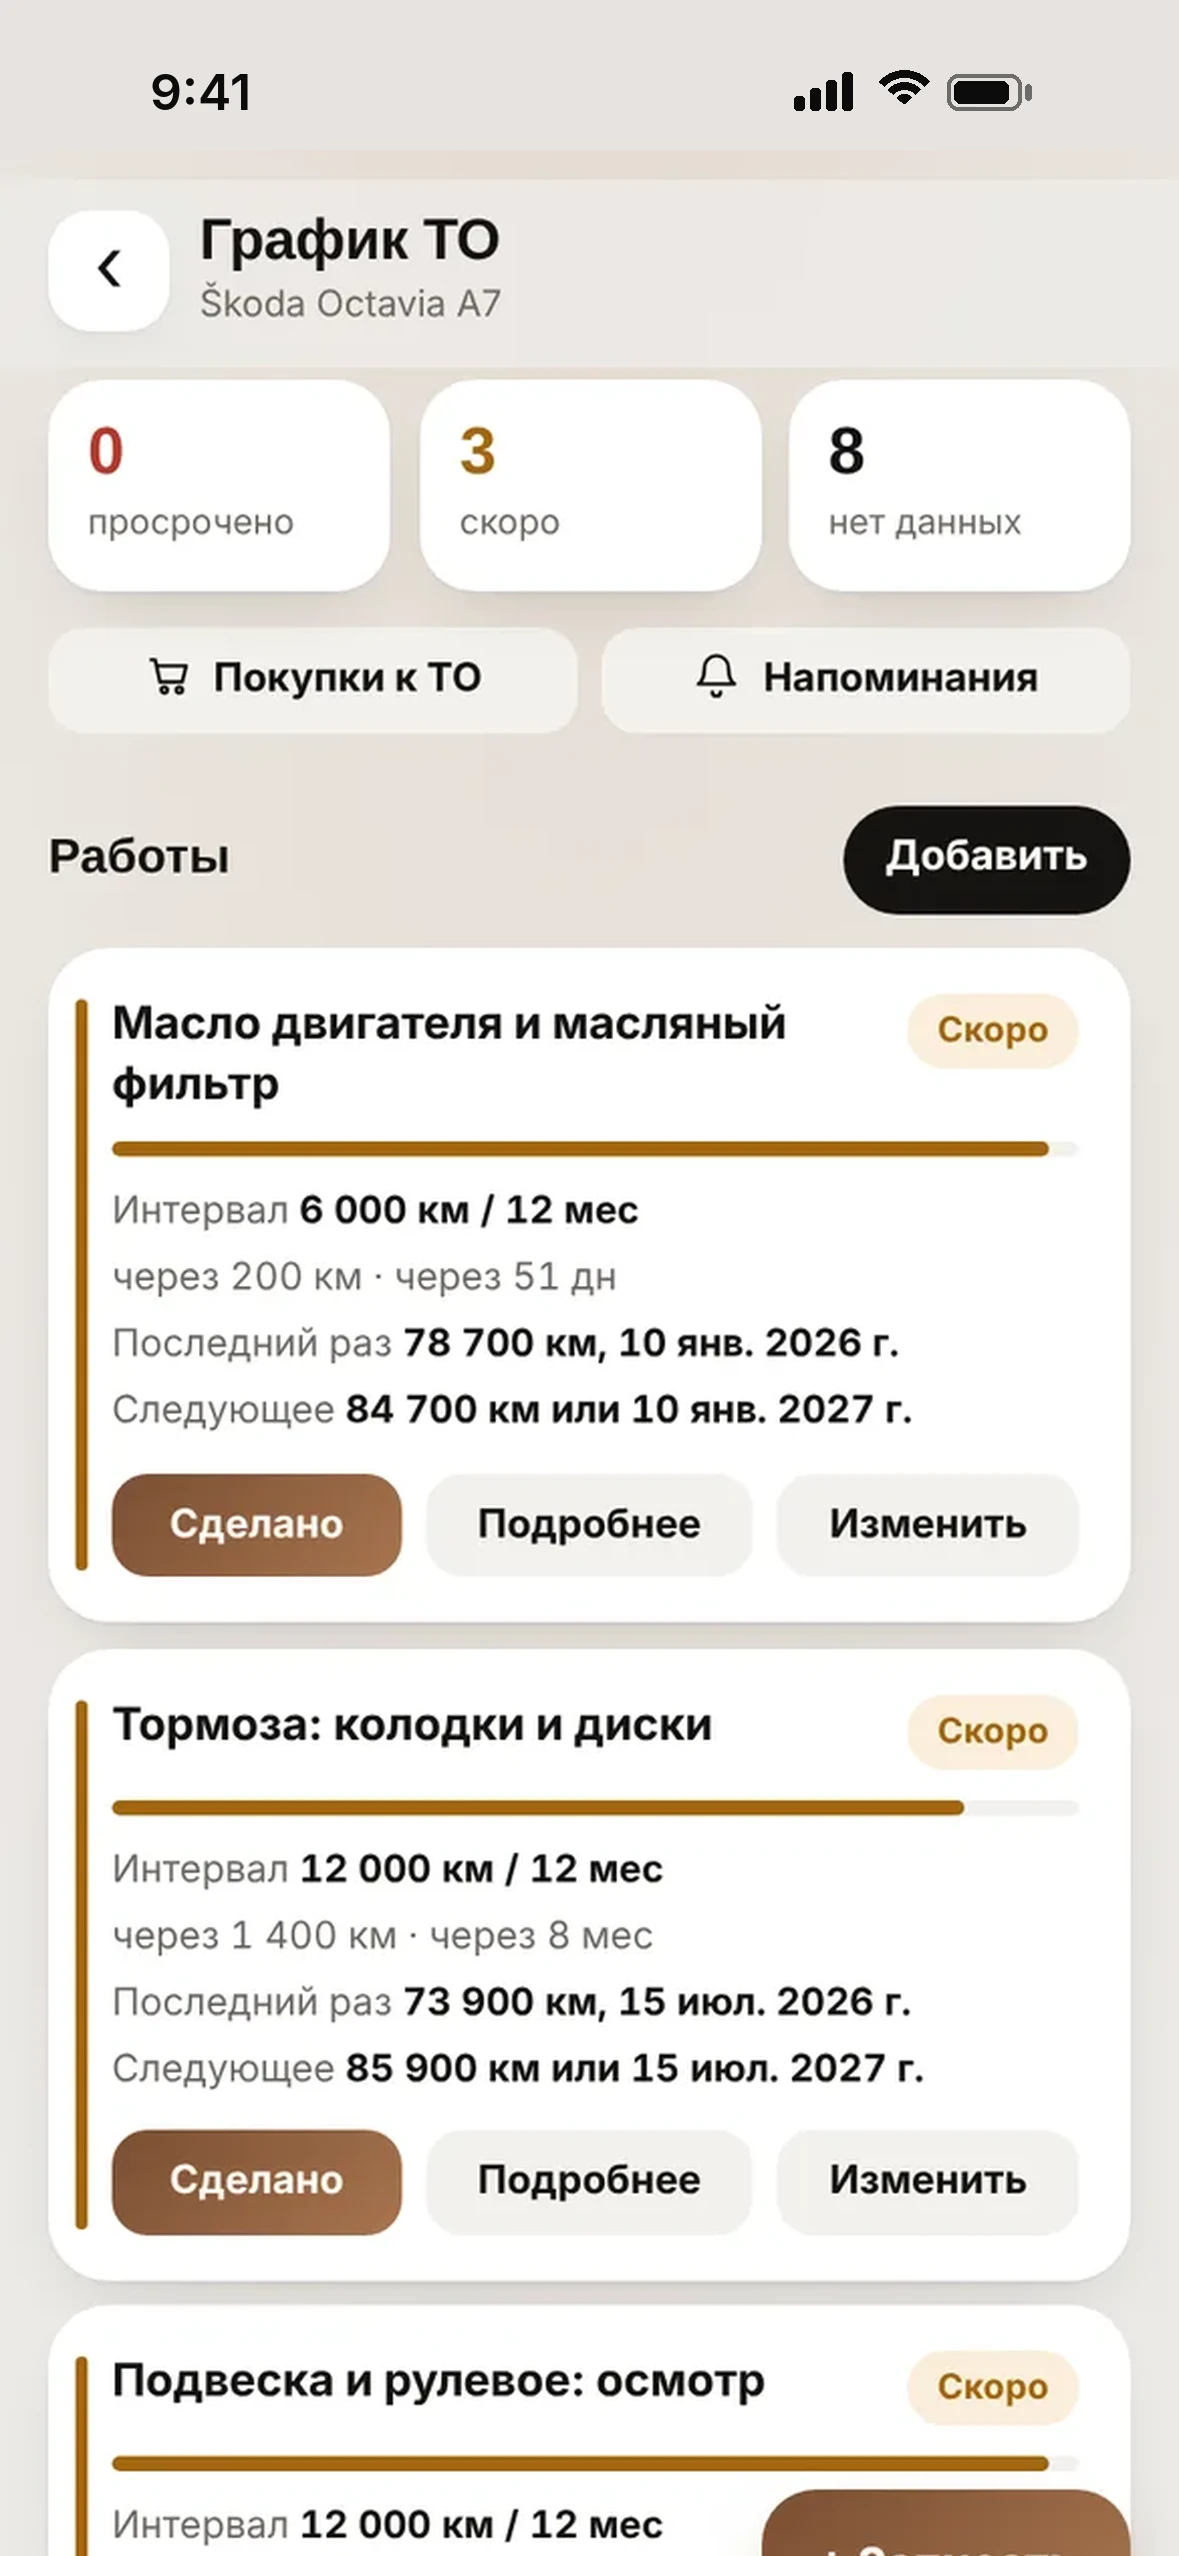 9:41
График ТО
Škoda Octavia A7
0
просрочено
3
скоро
8
нет данных
Покупки к ТО
Напоминания
Работы
Добавить
Масло двигателя и масляный
фильтр
Скоро
Интервал 6 000 км / 12 мес
через 200 км · через 51 дн
Последний раз 78 700 км, 10 янв. 2026 г.
Следующее 84 700 км или 10 янв. 2027 г.
Сделано
Подробнее
Изменить
Тормоза: колодки и диски
Скоро
Интервал 12 000 км / 12 мес
через 1 400 км · через 8 мес
Последний раз 73 900 км, 15 июл. 2026 г.
Следующее 85 900 км или 15 июл. 2027 г.
Сделано
Подробнее
Изменить
Подвеска и рулевое: осмотр
Скоро
Интервал 12 000 км / 12 мес